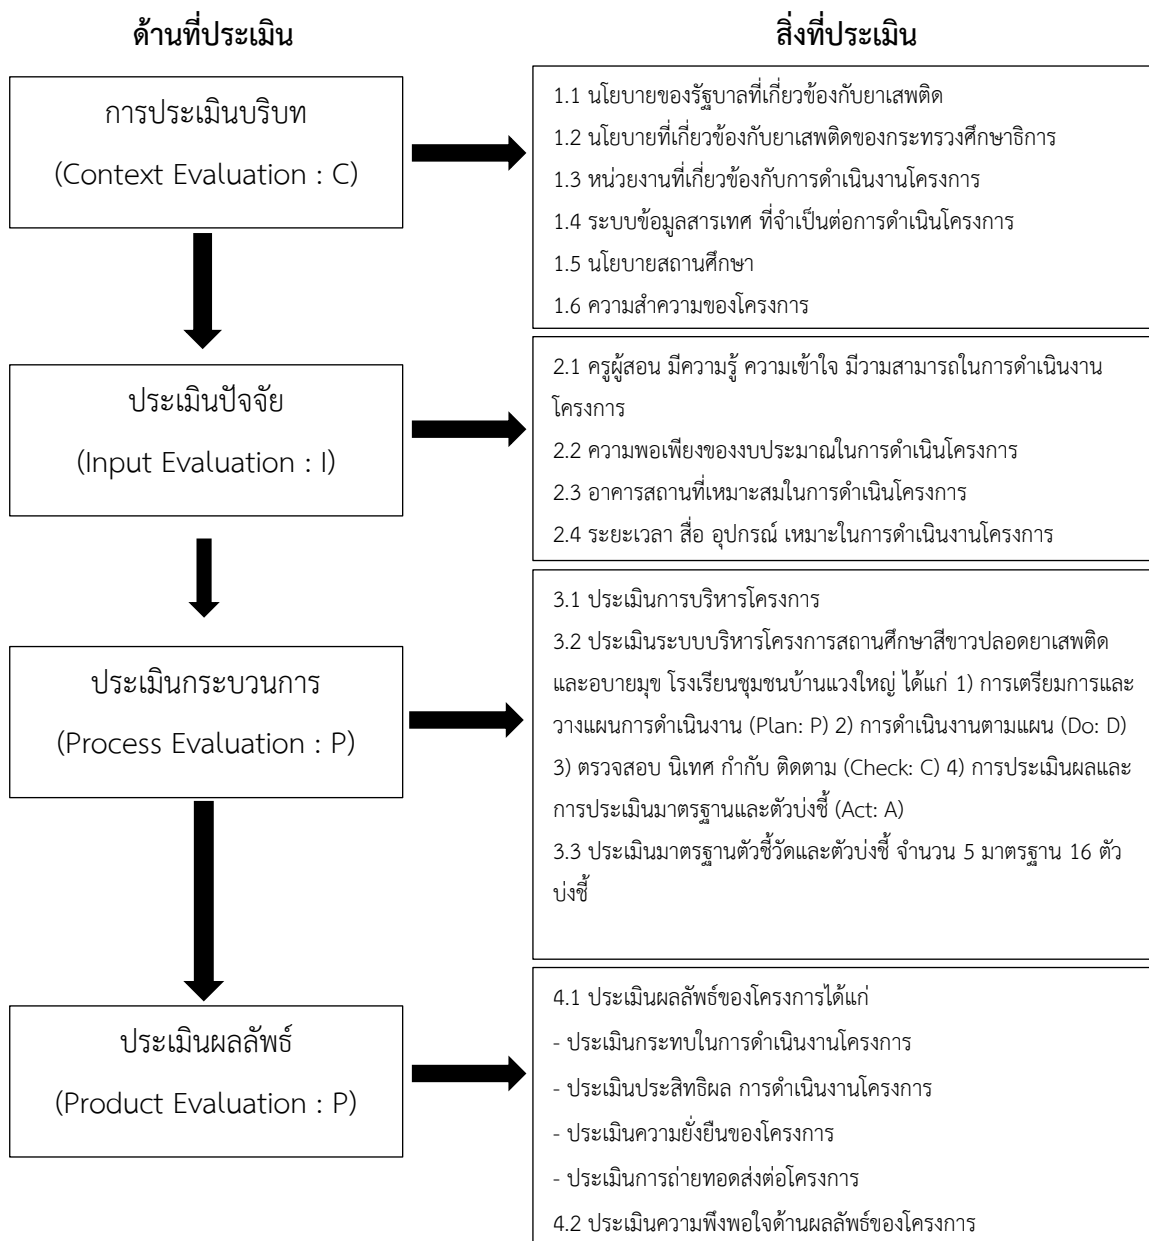 ด้านที่ประเมิน
สิ่งที่ประเมิน
การประเมินบริบท
(Context Evaluation : C)
1.1 นโยบายของรัฐบาลที่เกี่ยวข้องกับยาเสพติด
1.2 นโยบายที่เกี่ยวข้องกับยาเสพติดของกระทรวงศึกษาธิการ
1.3 หน่วยงานที่เกี่ยวข้องกับการดำเนินงานโครงการ
1.4 ระบบข้อมูลสารเทศ ที่จำเป็นต่อการดำเนินโครงการ
1.5 นโยบายสถานศึกษา
1.6 ความสำความของโครงการ
ประเมินปัจจัย
(Input Evaluation : I)
2.1 ครูผู้สอน มีความรู้ ความเข้าใจ มีวามสามารถในการดำเนินงาน
โครงการ
2.2 ความพอเพียงของงบประมาณในการดำเนินโครงการ
2.3 อาคารสถานที่เหมาะสมในการดำเนินโครงการ
2.4 ระยะเวลา สื่อ อุปกรณ์ เหมาะในการดำเนินงานโครงการ
ประเมินกระบวนการ
(Process Evaluation : P)
3.1 ประเมินการบริหารโครงการ
3.2 ประเมินระบบบริหารโครงการสถานศึกษาสีขาวปลอดยาเสพติด
และอบายมุข โรงเรียนชุมชนบ้านแวงใหญ่ ได้แก่ 1) การเตรียมการและ
วางแผนการดำเนินงาน (Plan: P) 2) การดำเนินงานตามแผน (Do: D)
3) ตรวจสอบ นิเทศ กำกับ ติดตาม (Check: C) 4) การประเมินผลและ
การประเมินมาตรฐานและตัวบ่งชี้ (Act: A)
3.3 ประเมินมาตรฐานตัวชี้วัดและตัวบ่งชี้ จำนวน 5 มาตรฐาน 16 ตัว
บ่งชี้
ประเมินผลลัพธ์
(Product Evaluation : P)
4.1 ประเมินผลลัพธ์ของโครงการได้แก่
- ประเมินกระทบในการดำเนินงานโครงการ
- ประเมินประสิทธิผล การดำเนินงานโครงการ
- ประเมินความยั่งยืนของโครงการ
- ประเมินการถ่ายทอดส่งต่อโครงการ
4.2 ประเมินความพึงพอใจด้านผลลัพธ์ของโครงการ